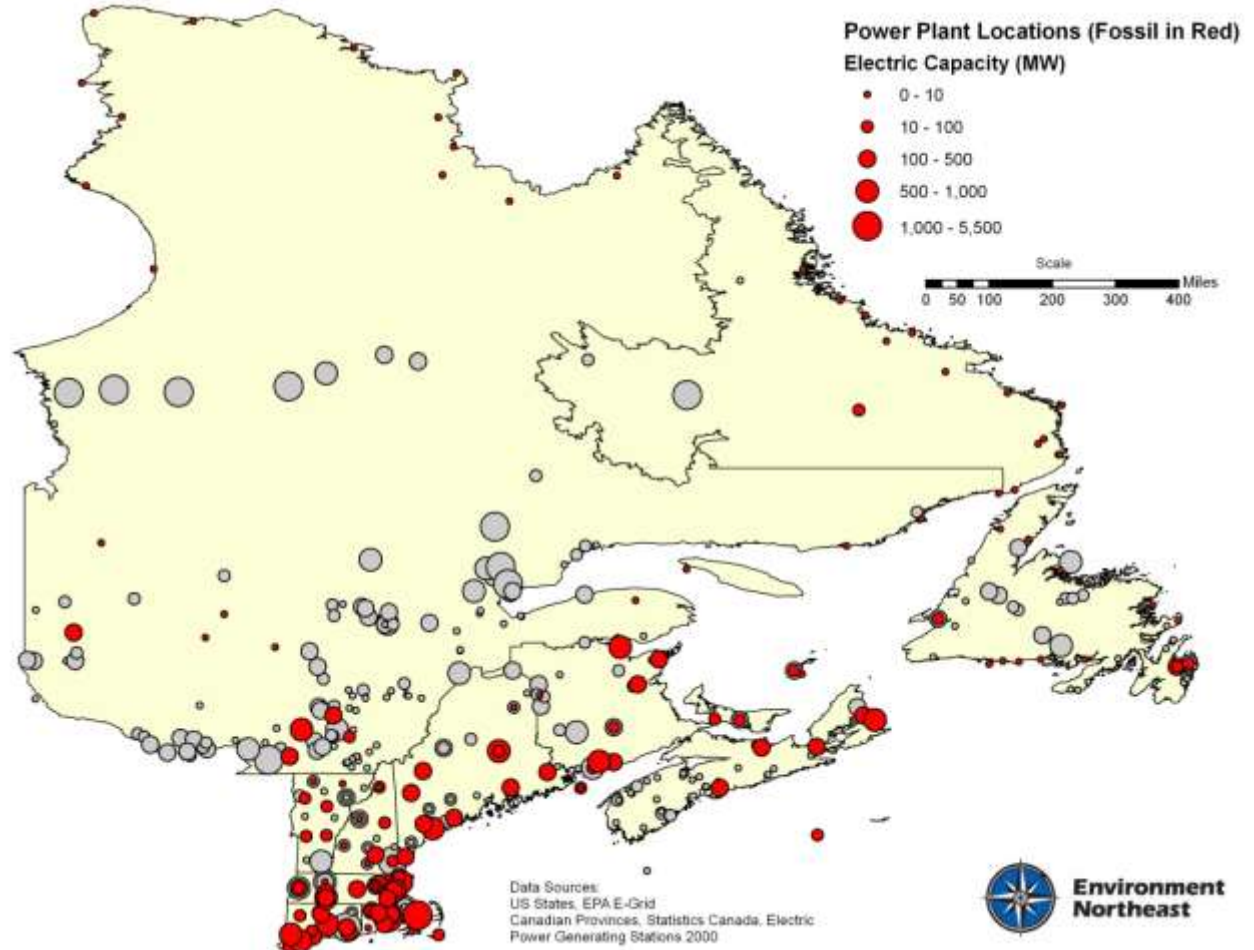 Power Plant Locations (Fossil in Red)
Electric Capacity (MW)
0 - 10
10 - 100
100 - 500
500 - 1,000
1,000 - 5,500
Scale
Miles
0 50 100 200 300 400
Data Sources:
US States, EPA E-Grid
Canadian Provinces, Statistics Canada, Electric
Power Generating Stations 2000
Environment
Northeast